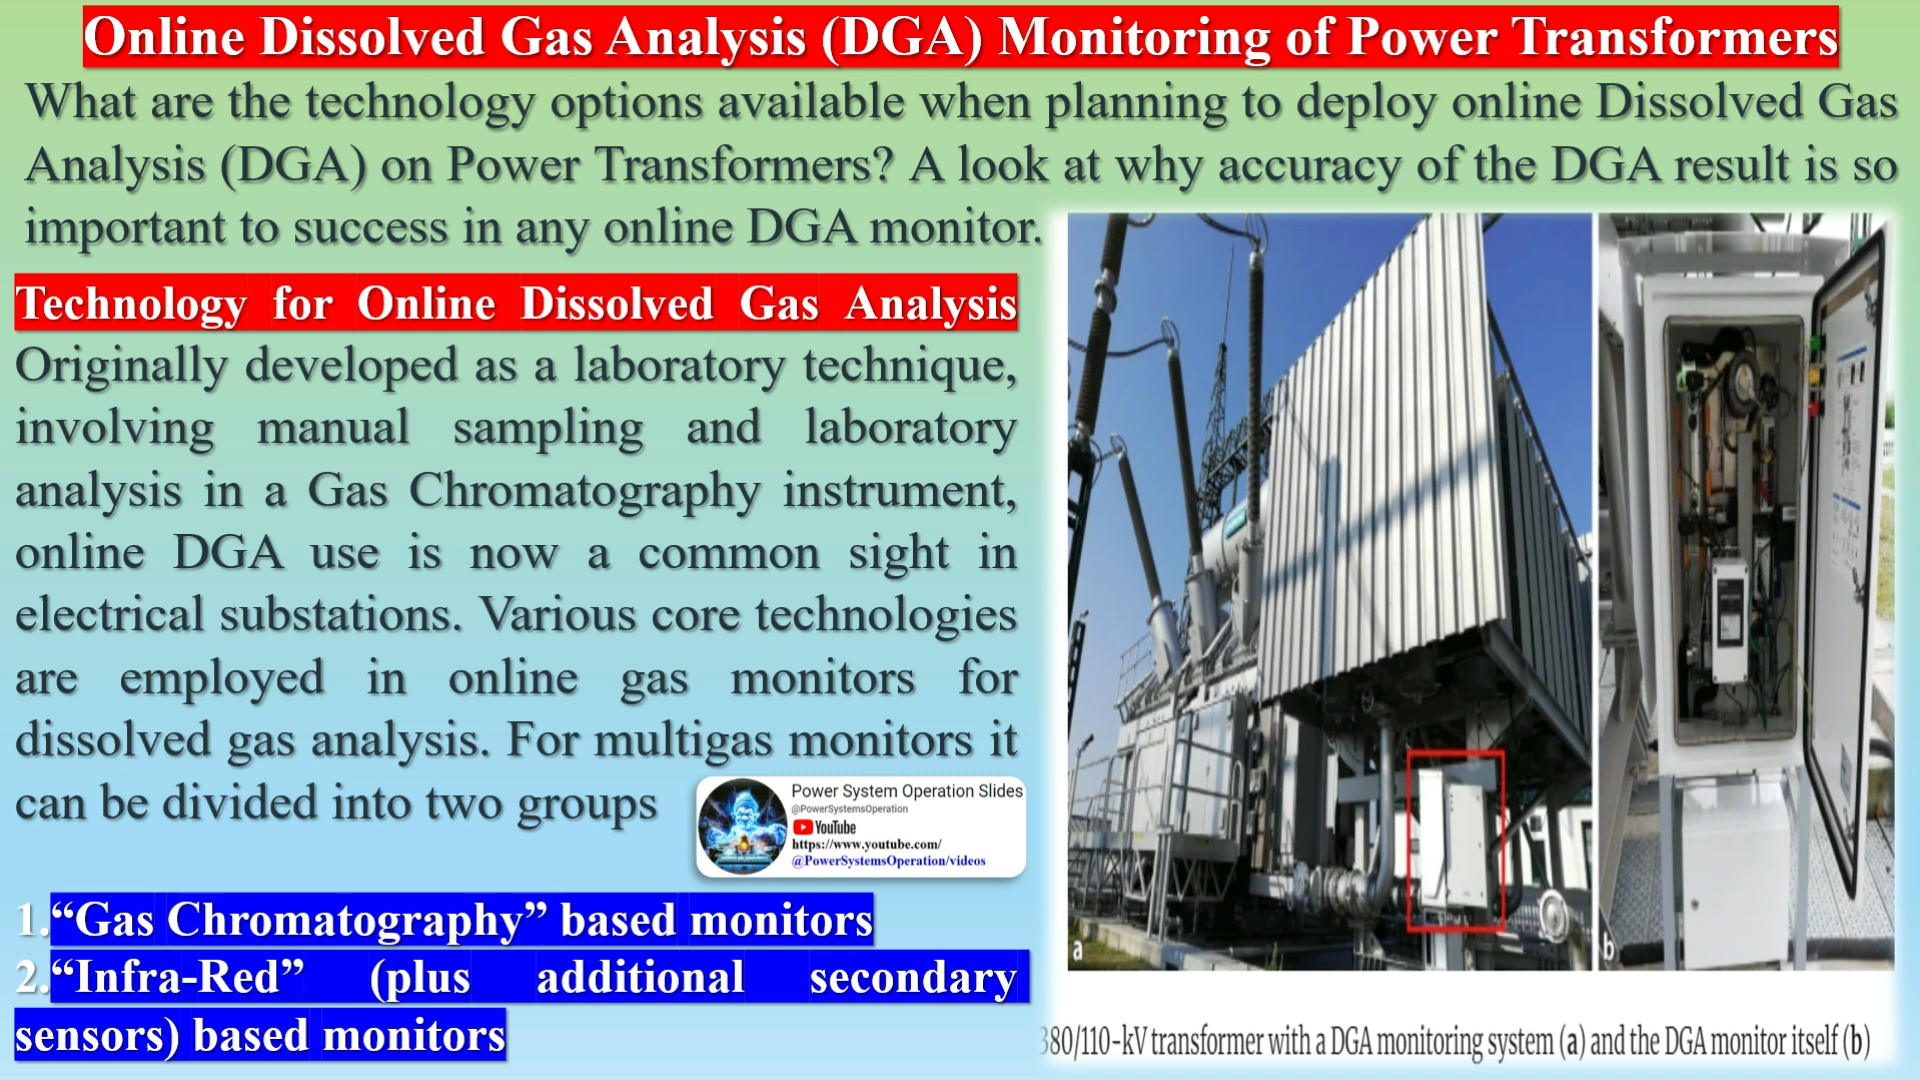 Online Dissolved Gas Analysis (DGA) Monitoring of Power Transformers
What are the technology options available when planning to deploy online Dissolved Gas
Analysis (DGA) on Power Transformers? A look at why accuracy of the DGA result is so
important to success in any online DGA monitor.
Technology for Online Dissolved Gas Analysis
Originally developed as a laboratory technique,
involving manual sampling and laboratory
analysis in a Gas Chromatography instrument,
online DGA use is now a common sight in
electrical substations. Various core technologies
are employed in online gas monitors for
dissolved gas analysis. For multigas monitors it
can be divided into two groups
Power System Operation Slides
@PowerSystemsOperation
YouTube
https://www.youtube.com/
@PowerSystemsOperation/videos
1.“Gas Chromatography” based monitors
2.“Infra-Red” (plus additional secondary
sensors) based monitors
a
b
380/110-kV transformer with a DGA monitoring system (a) and the DGA monitor itself (b)